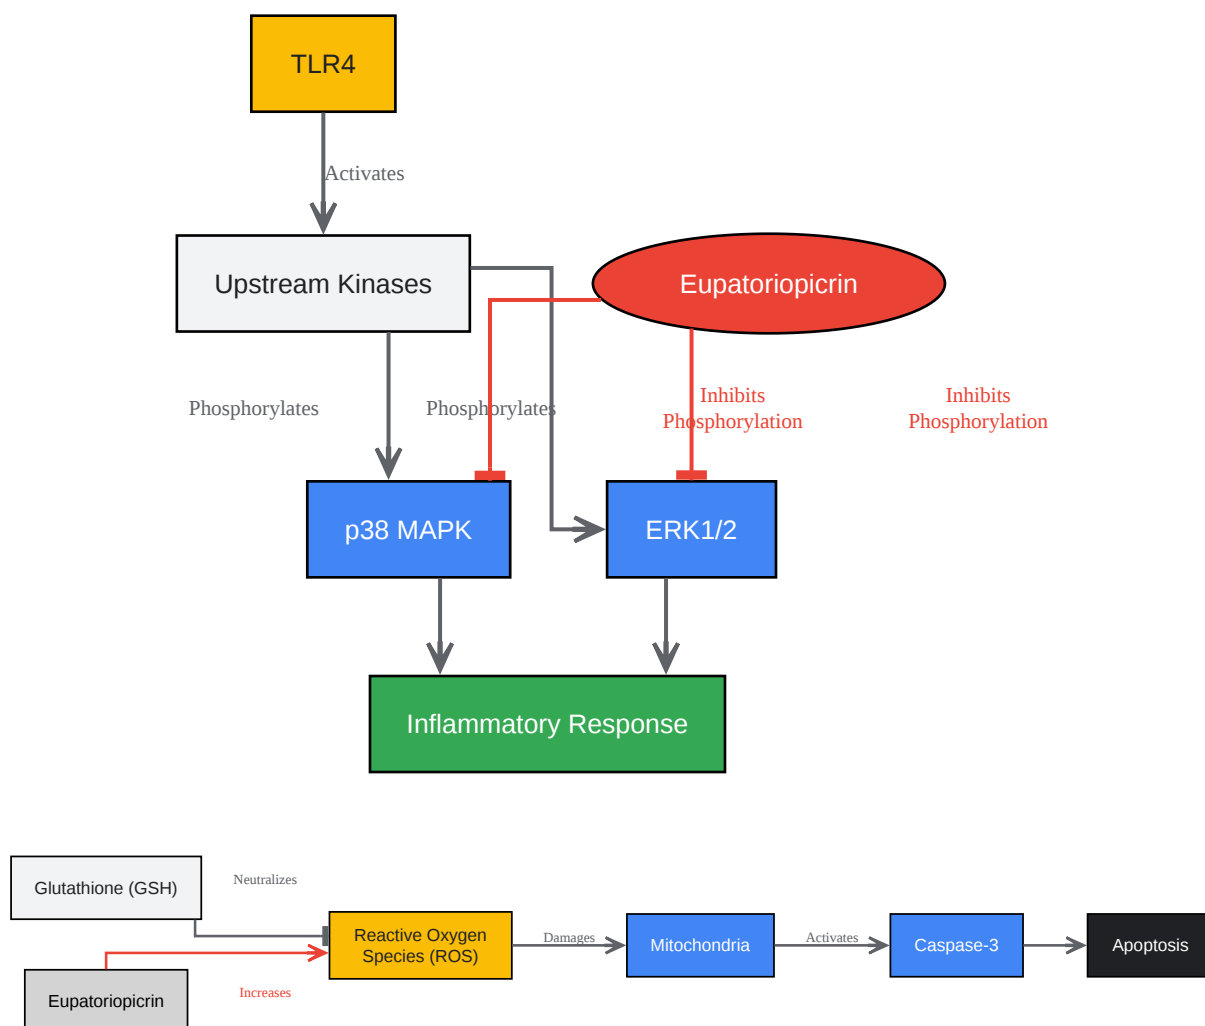 TLR4
Activates
Upstream Kinases
Eupatoriopicrin
Phosphorylates
Phosphorylates
Inhibits
Phosphorylation
Inhibits
Phosphorylation
p38 MAPK
ERK1/2
Inflammatory Response
Glutathione (GSH)
Neutralizes
Reactive Oxygen
Species (ROS)
Damages
Mitochondria
Activates
Caspase-3
Apoptosis
Eupatoriopicrin
Increases